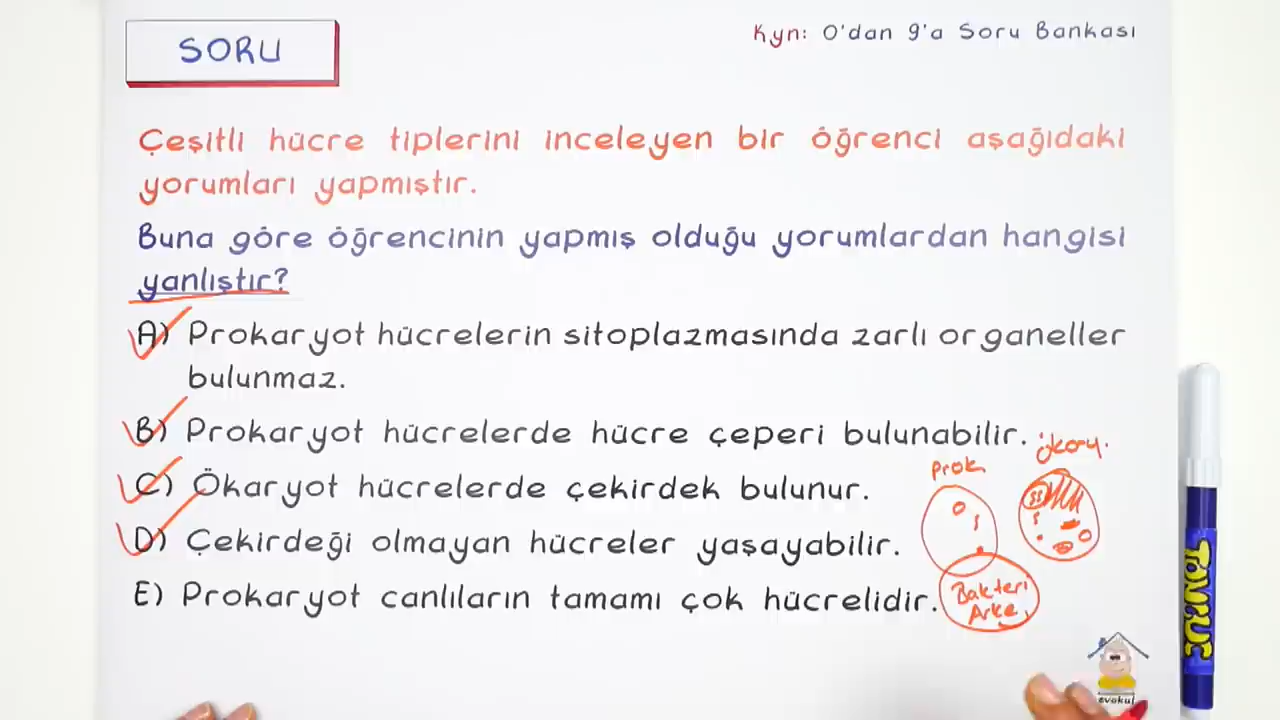 SORU
Kyn: 0'dan 9'a Soru Bankası
Çeşitli hücre tiplerini inceleyen bir öğrenci aşağıdaki
yorumları yapmıştır.
Buna göre öğrencinin yapmış olduğu yorumlardan hangisi
yanlıştır?
A) Prokaryot hücrelerin sitoplazmasında zarlı organeller
bulunmaz.
B) Prokaryot hücrelerde hücre çeperi bulunabilir.
ökary.
prok
C) Ökaryot hücrelerde çekirdek bulunur.
D) Çekirdeği olmayan hücreler yaşayabilir.
E) Prokaryot canlıların tamamı çok hücrelidir.
Bakteri
Arke
evokul